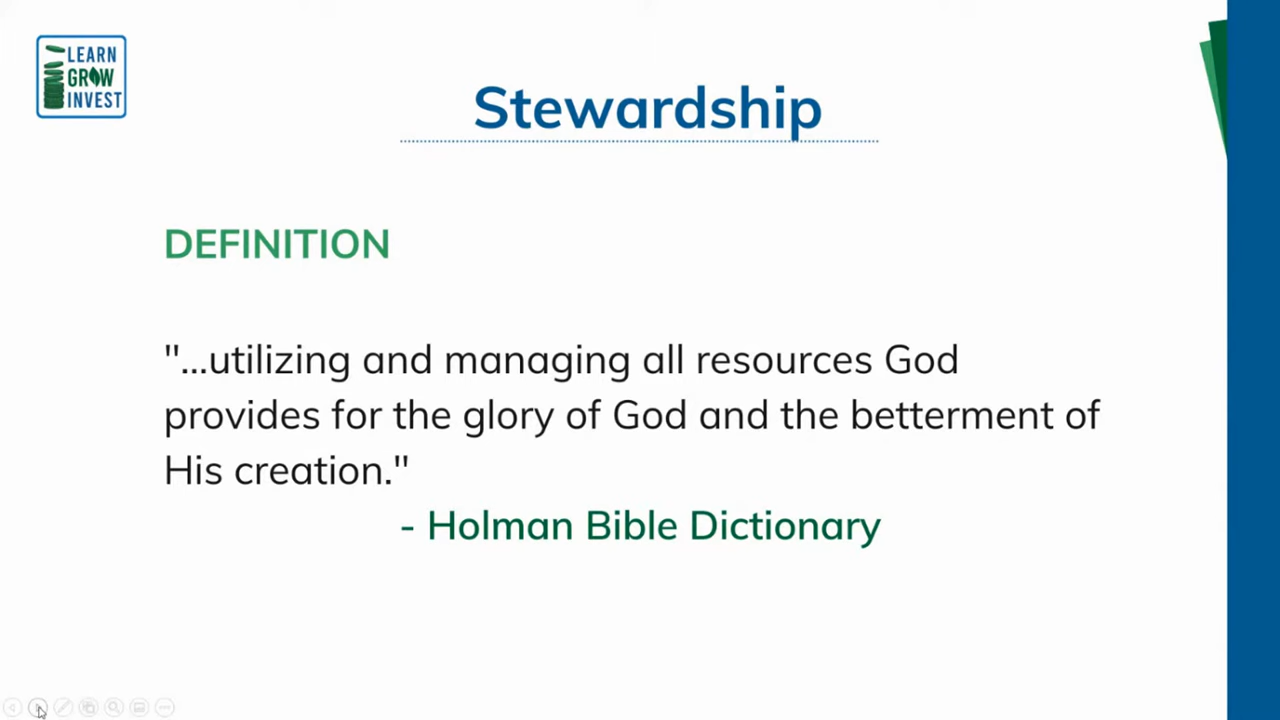 LEARN
GROW
INVEST
Stewardship
DEFINITION
"...utilizing and managing all resources God
provides for the glory of God and the betterment of
His creation."
- Holman Bible Dictionary